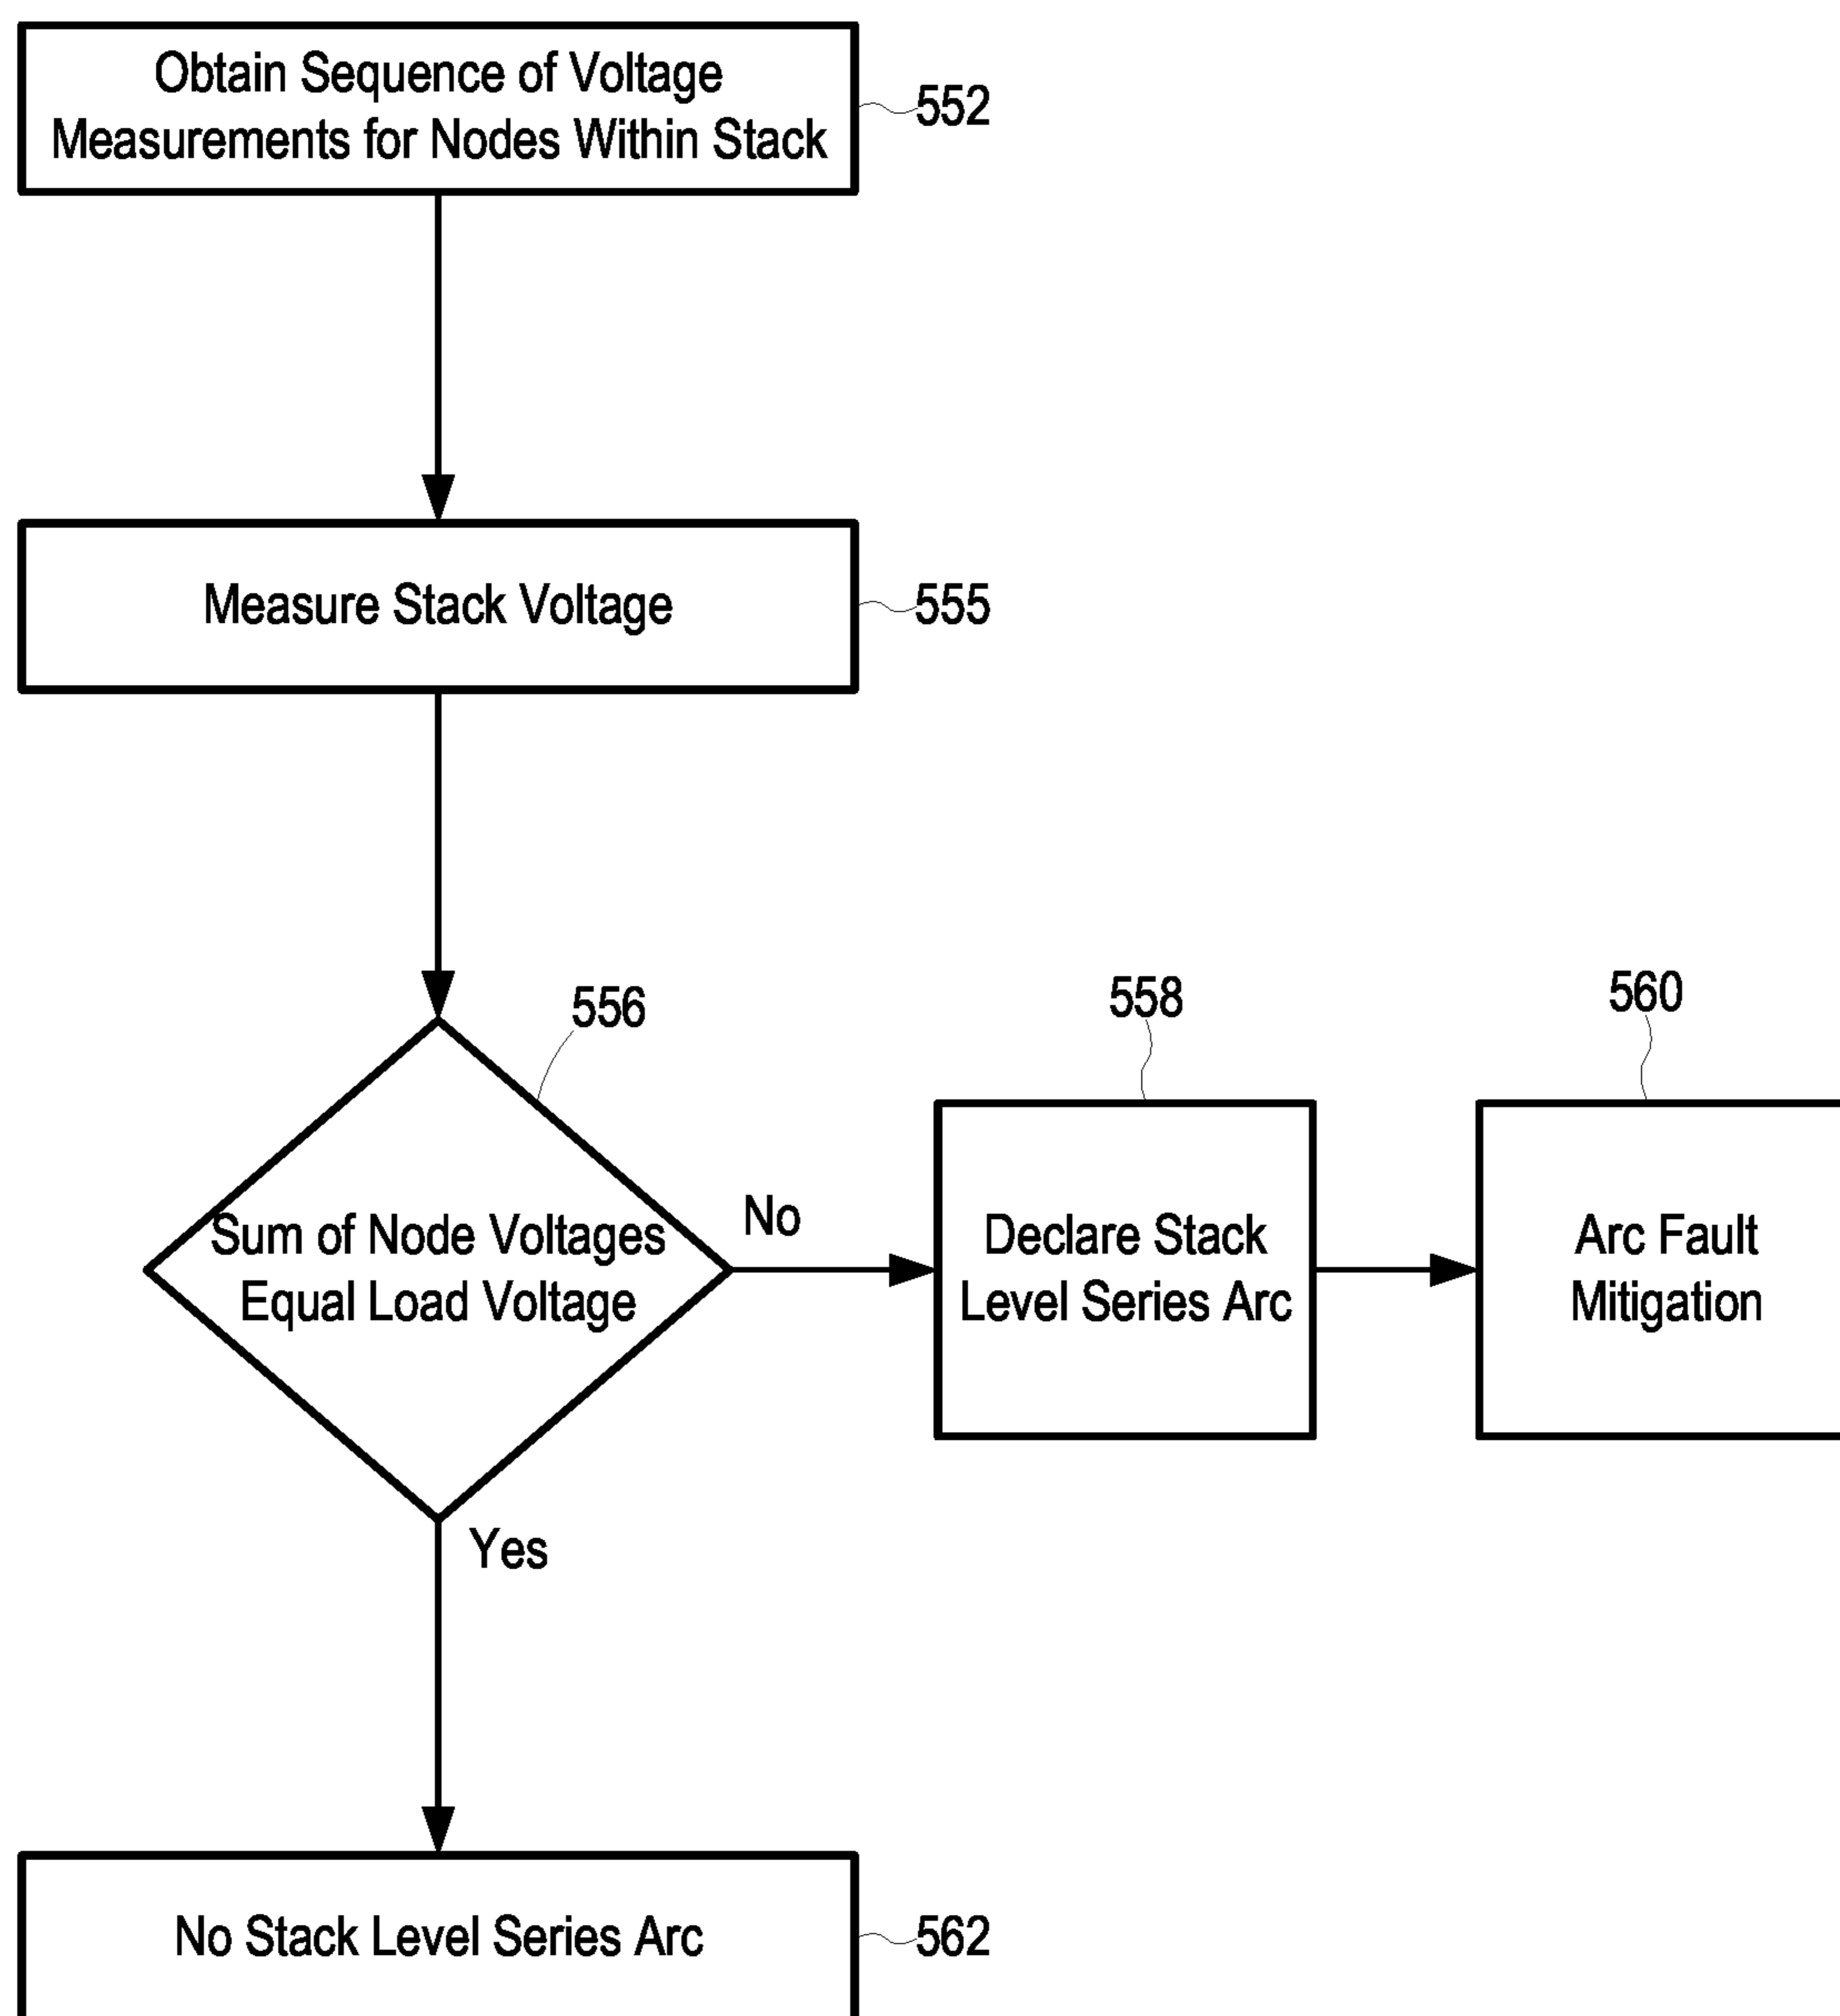 Obtain Sequence of Voltage
Measurements for Nodes Within Stack
552
Measure Stack Voltage
555
556
Sum of Node Voltages
Equal Load Voltage
No
558
Declare Stack
Level Series Arc
560
Arc Fault
Mitigation
Yes
No Stack Level Series Arc
562